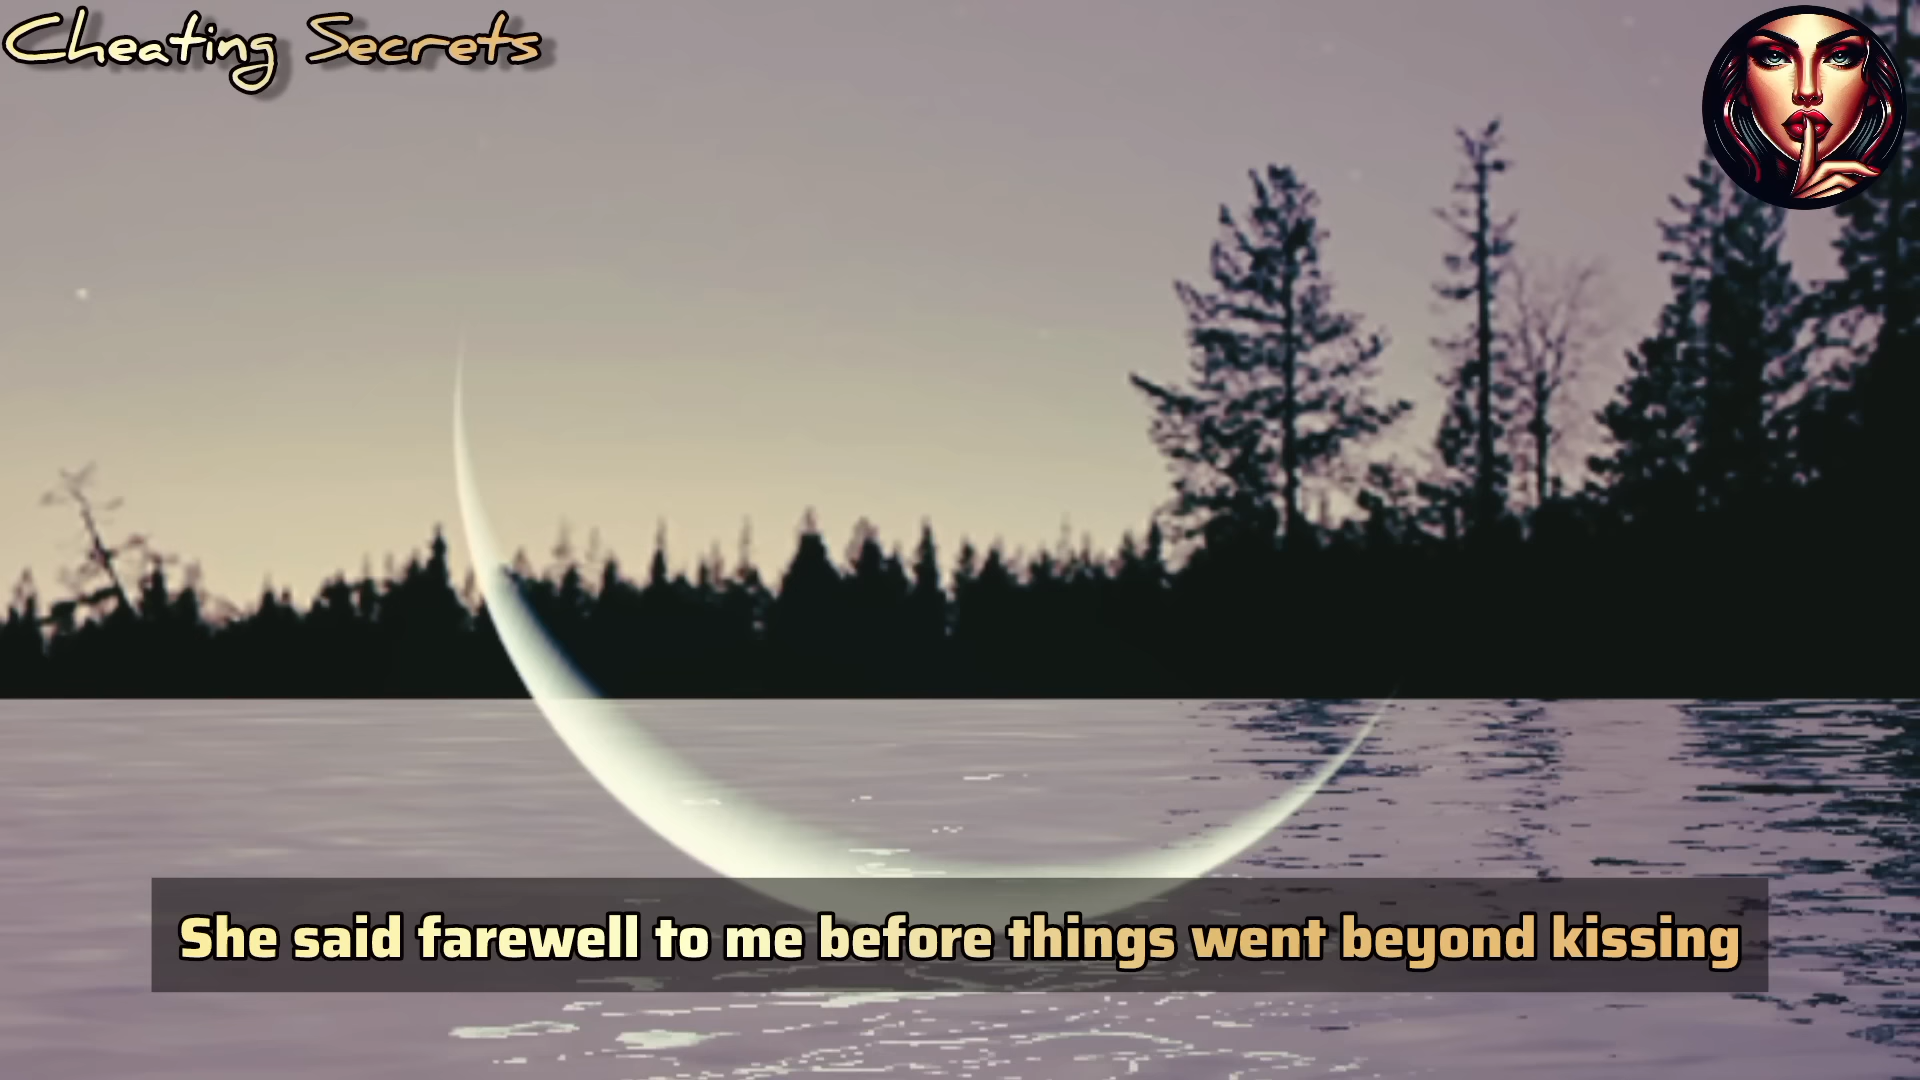 Cheating Secrets
She said farewell to me before things went beyond kissing